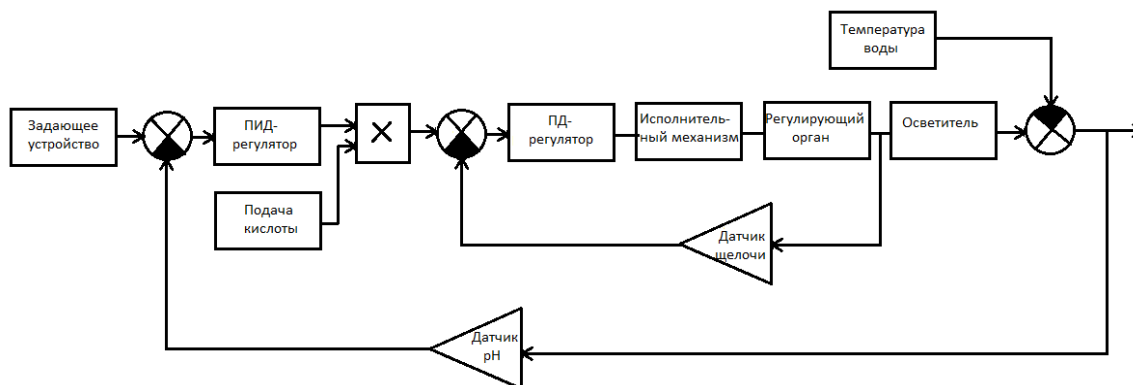 Температура
воды
Задающее
устройство
ПИД-
регулятор
ПД-
регулятор
Исполнитель-
ный механизм
Регулирующий
орган
Осветитель
Подача
кислоты
Датчик
щелочи
Датчик
pH